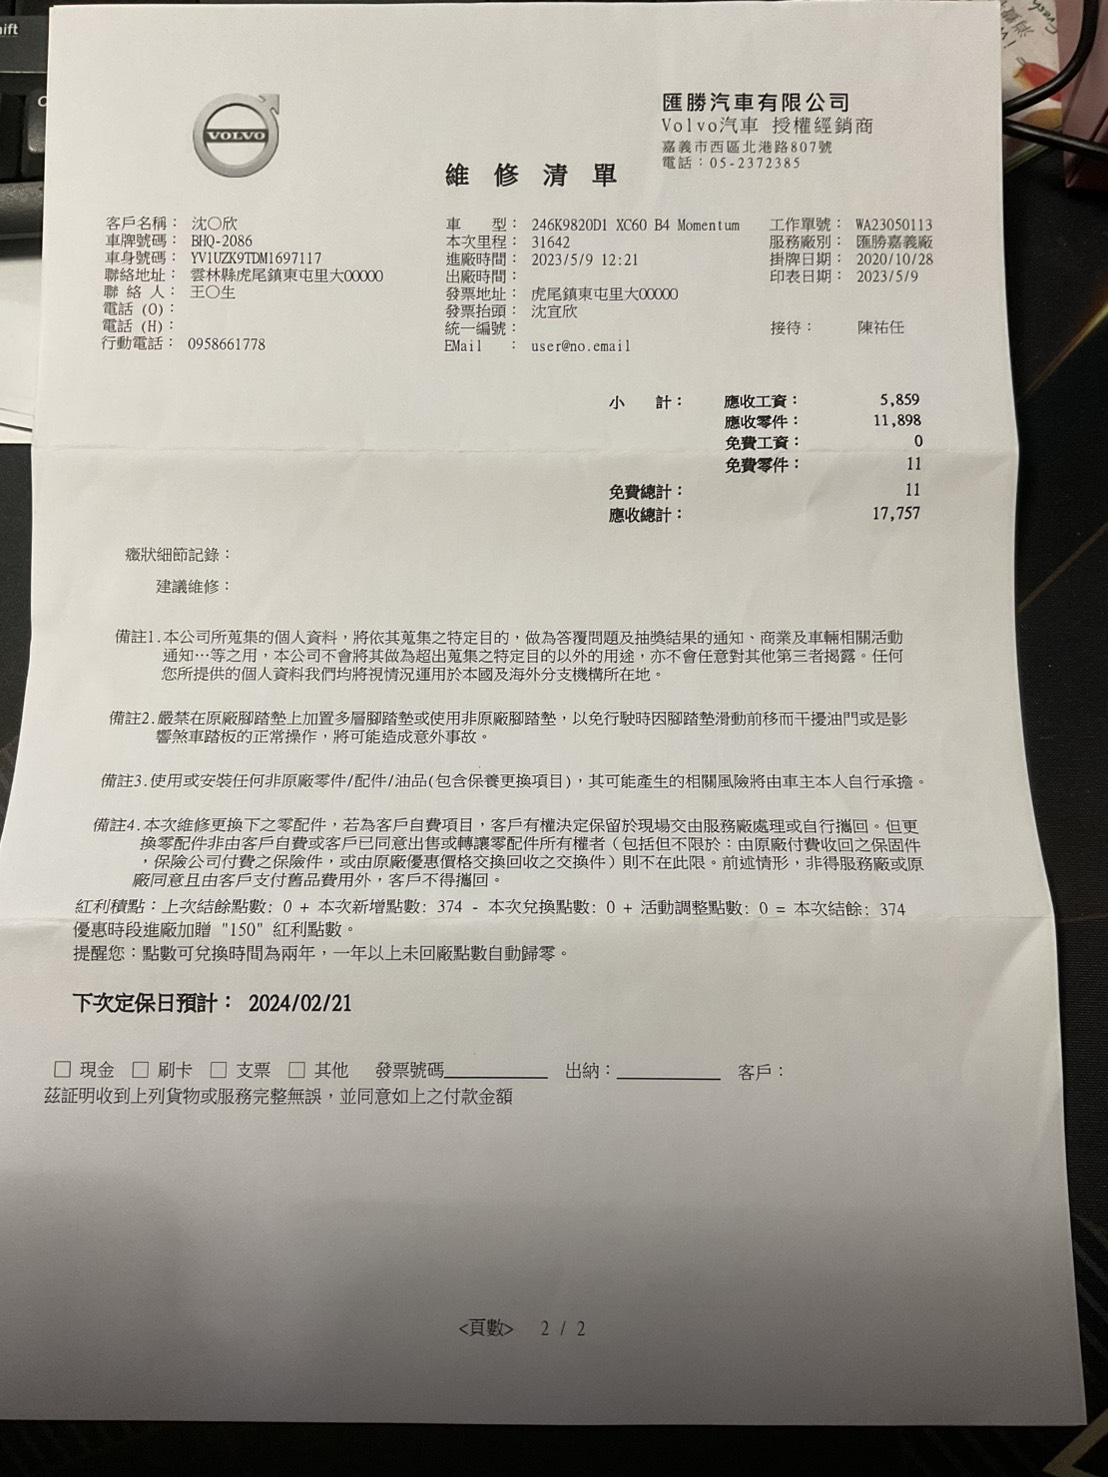 ift
VOLVO
匯勝汽車有限公司
Volvo汽車 授權經銷商
嘉義市西區北港路807號
電話：05-2372385
維修清單
客戶名稱： 沈〇欣
車牌號碼： BHQ-2086
車身號碼： YV1UZK9TDM1697117
聯絡地址： 雲林縣虎尾鎮東屯里大00000
聯 絡 人： 王〇生
電話 (O)：
電話 (H)：
行動電話： 0958661778
車　　型： 246K9820D1 XC60 B4 Momentum
本次里程： 31642
進廠時間： 2023/5/9 12:21
出廠時間：
發票地址： 虎尾鎮東屯里大00000
發票抬頭： 沈宜欣
統一編號：
EMail ： user@no.email
工作單號： WA23050113
服務廠別： 匯勝嘉義廠
掛牌日期： 2020/10/28
印表日期： 2023/5/9
接待： 陳祐任
小　　計： 應收工資： 5,859
應收零件： 11,898
免費工資： 0
免費零件： 11
免費總計： 11
應收總計： 17,757
癥狀細節記錄：
建議維修：
備註1.本公司所蒐集的個人資料，將依其蒐集之特定目的，做為答覆問題及抽獎結果的通知、商業及車輛相關活動
通知…等之用，本公司不會將其做為超出蒐集之特定目的以外的用途，亦不會任意對其他第三者揭露。任何
您所提供的個人資料我們均將視情況運用於本國及海外分支機構所在地。
備註2.嚴禁在原廠腳踏墊上加置多層腳踏墊或使用非原廠腳踏墊，以免行駛時因腳踏墊滑動前移而干擾油門或是影
響煞車踏板的正常操作，將可能造成意外事故。
備註3.使用或安裝任何非原廠零件/配件/油品(包含保養更換項目)，其可能產生的相關風險將由車主本人自行承擔。
備註4.本次維修更換下之零配件，若為客戶自費項目，客戶有權決定保留於現場交由服務廠處理或自行攜回。但更
換零配件非由客戶自費或客戶已同意出售或轉讓零配件所有權者（包括但不限於：由原廠付費收回之保固件
，保險公司付費之保險件，或由原廠優惠價格交換回收之交換件）則不在此限。前述情形，非得服務廠或原
廠同意且由客戶支付舊品費用外，客戶不得攜回。
紅利積點：上次結餘點數: 0 + 本次新增點數: 374 - 本次兌換點數: 0 + 活動調整點數: 0 = 本次結餘: 374
優惠時段進廠加贈 "150" 紅利點數。
提醒您：點數可兌換時間為兩年，一年以上未回廠點數自動歸零。
下次定保日預計： 2024/02/21
□ 現金 □ 刷卡 □ 支票 □ 其他 發票號碼__________ 出納：__________ 客戶：
茲証明收到上列貨物或服務完整無誤，並同意如上之付款金額
<頁數> 2 / 2